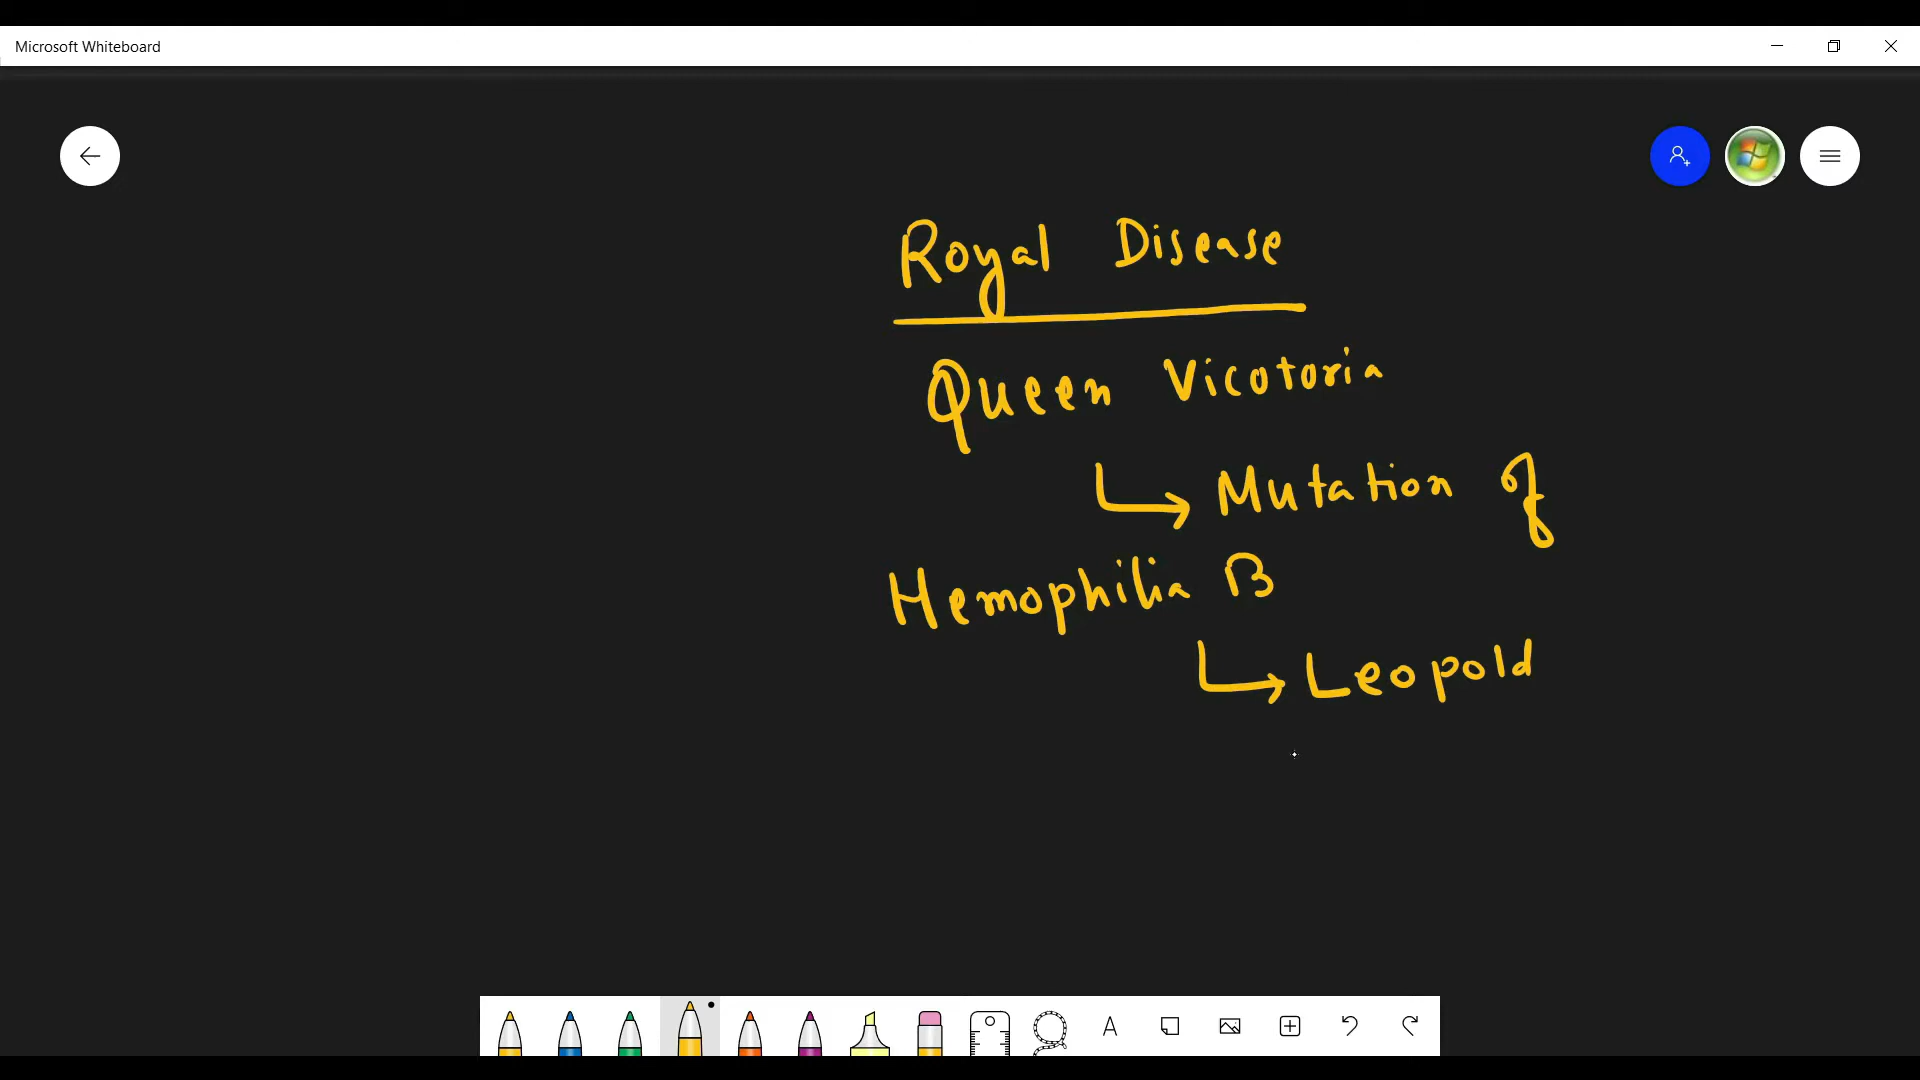 Microsoft Whiteboard
Royal Disease
Queen Vicotoria
Mutation of
Hemophilia B
Leopold